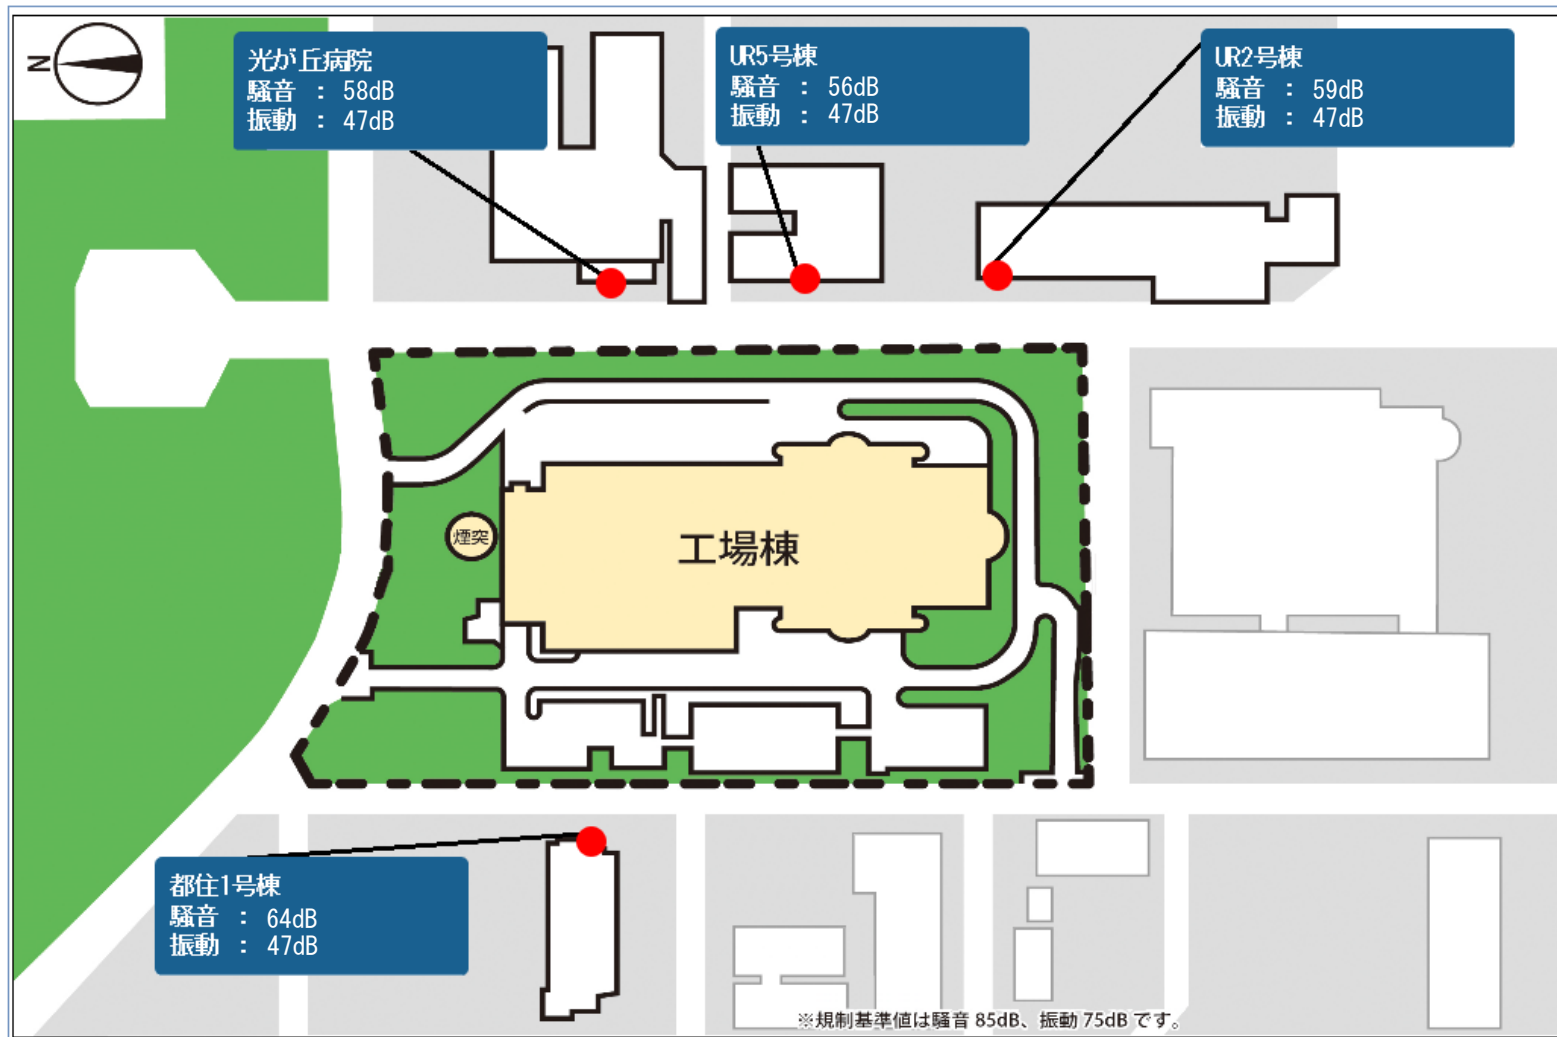 N
光が丘病院
騒音 : 58dB
振動 : 47dB
UR5号棟
騒音 : 56dB
振動 : 47dB
UR2号棟
騒音 : 59dB
振動 : 47dB
煙突
工場棟
都住1号棟
騒音 : 64dB
振動 : 47dB
※規制基準値は騒音 85dB、振動 75dB です。